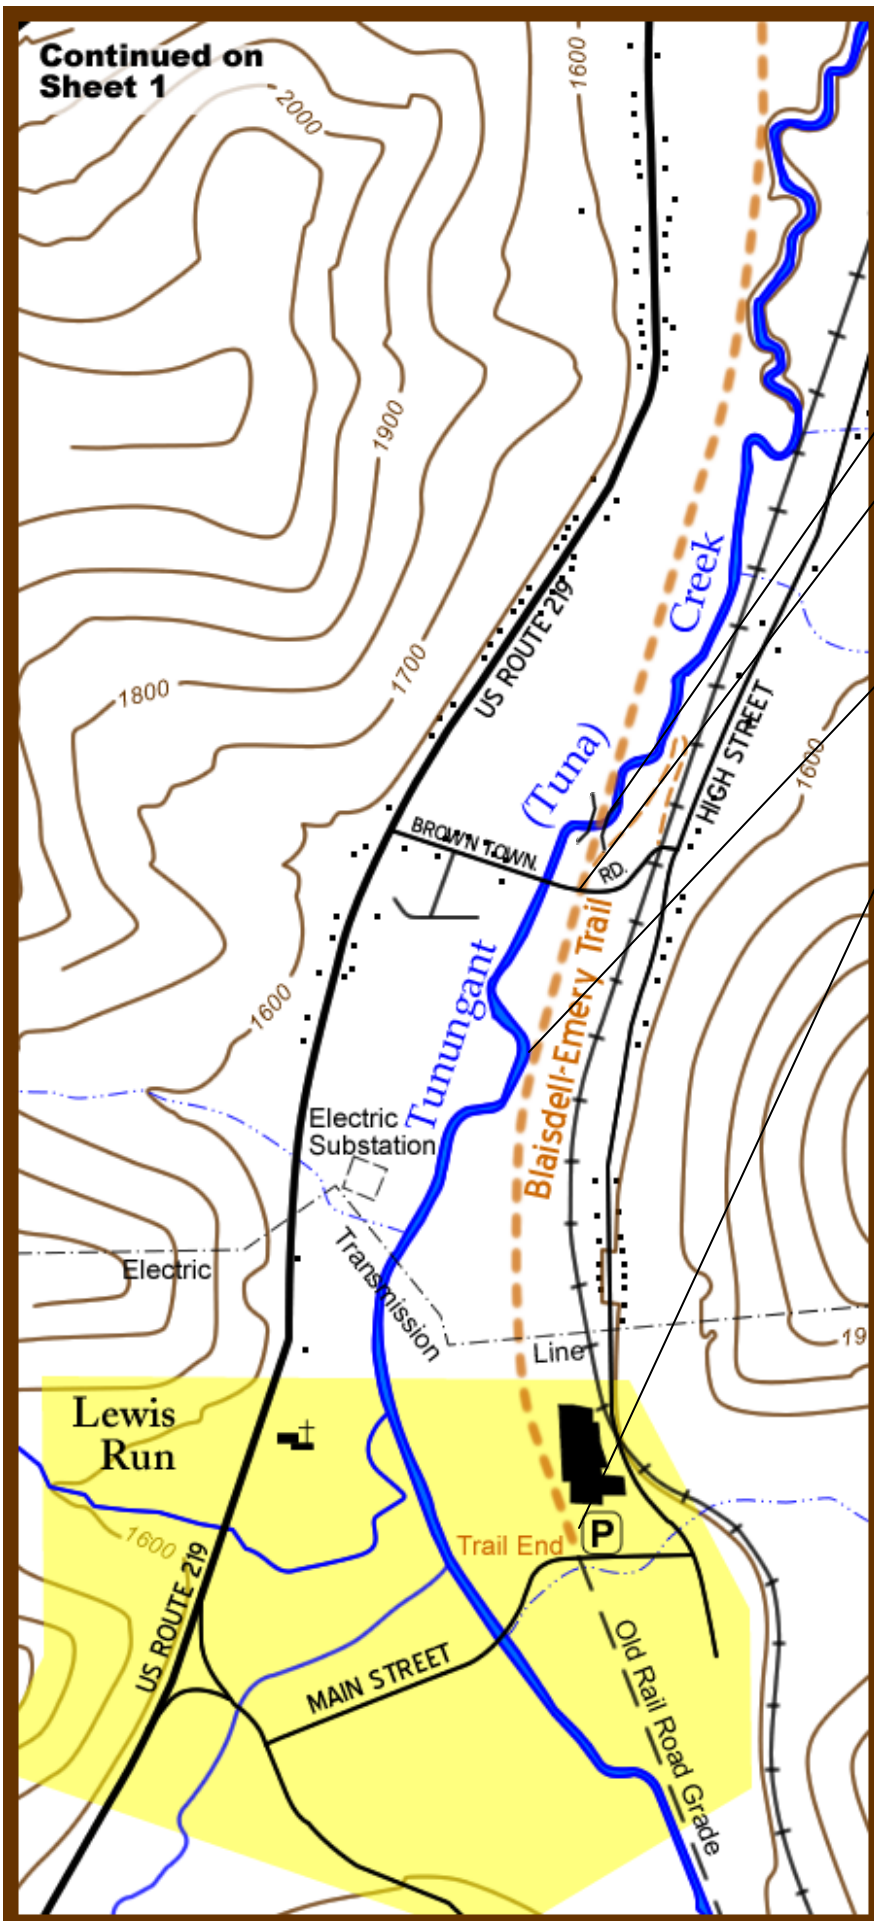 Continued on
Sheet 1
1600
2000
1900
Creek
US ROUTE 219
1700
1800
HIGH STREET
(Tuna)
1600
BROWN TOWN
RD.
Blaisdell-Emery Trail
Tunungant
1600
Electric
Substation
Electric
Transmission
Line
19
Lewis
Run
1600
Trail End
P
US ROUTE 219
MAIN STREET
Old Rail Road Grade